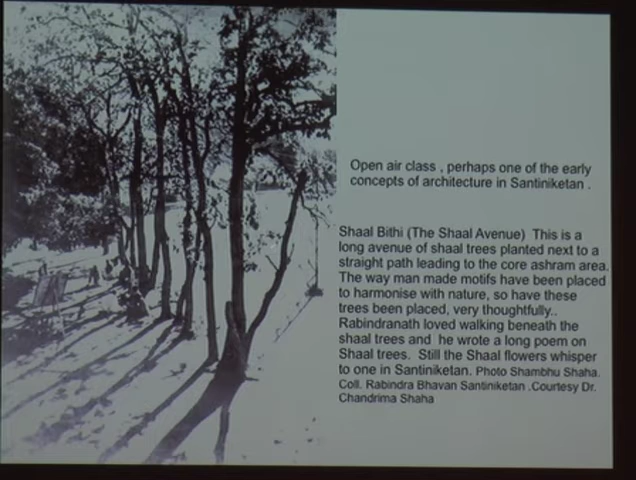 Open air class , perhaps one of the early
concepts of architecture in Santiniketan .
Shaal Bithi (The Shaal Avenue) This is a
long avenue of shaal trees planted next to a
straight path leading to the core ashram area.
The way man made motifs have been placed
to harmonise with nature, so have these
trees been placed, very thoughtfully..
Rabindranath loved walking beneath the
shaal trees and he wrote a long poem on
Shaal trees. Still the Shaal flowers whisper
to one in Santiniketan. Photo Shambhu Shaha.
Coll. Rabindra Bhavan Santiniketan .Courtesy Dr.
Chandrima Shaha